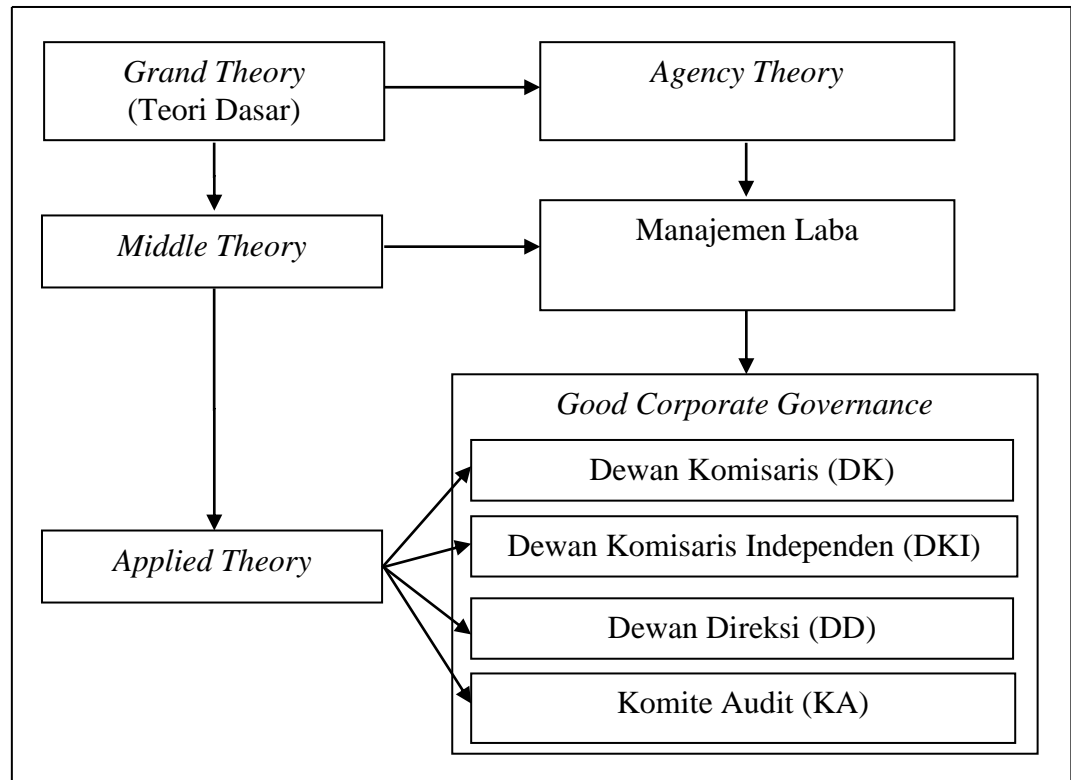 Grand Theory
(Teori Dasar)
Agency Theory
Middle Theory
Manajemen Laba
Good Corporate Governance
Dewan Komisaris (DK)
Dewan Komisaris Independen (DKI)
Applied Theory
Dewan Direksi (DD)
Komite Audit (KA)